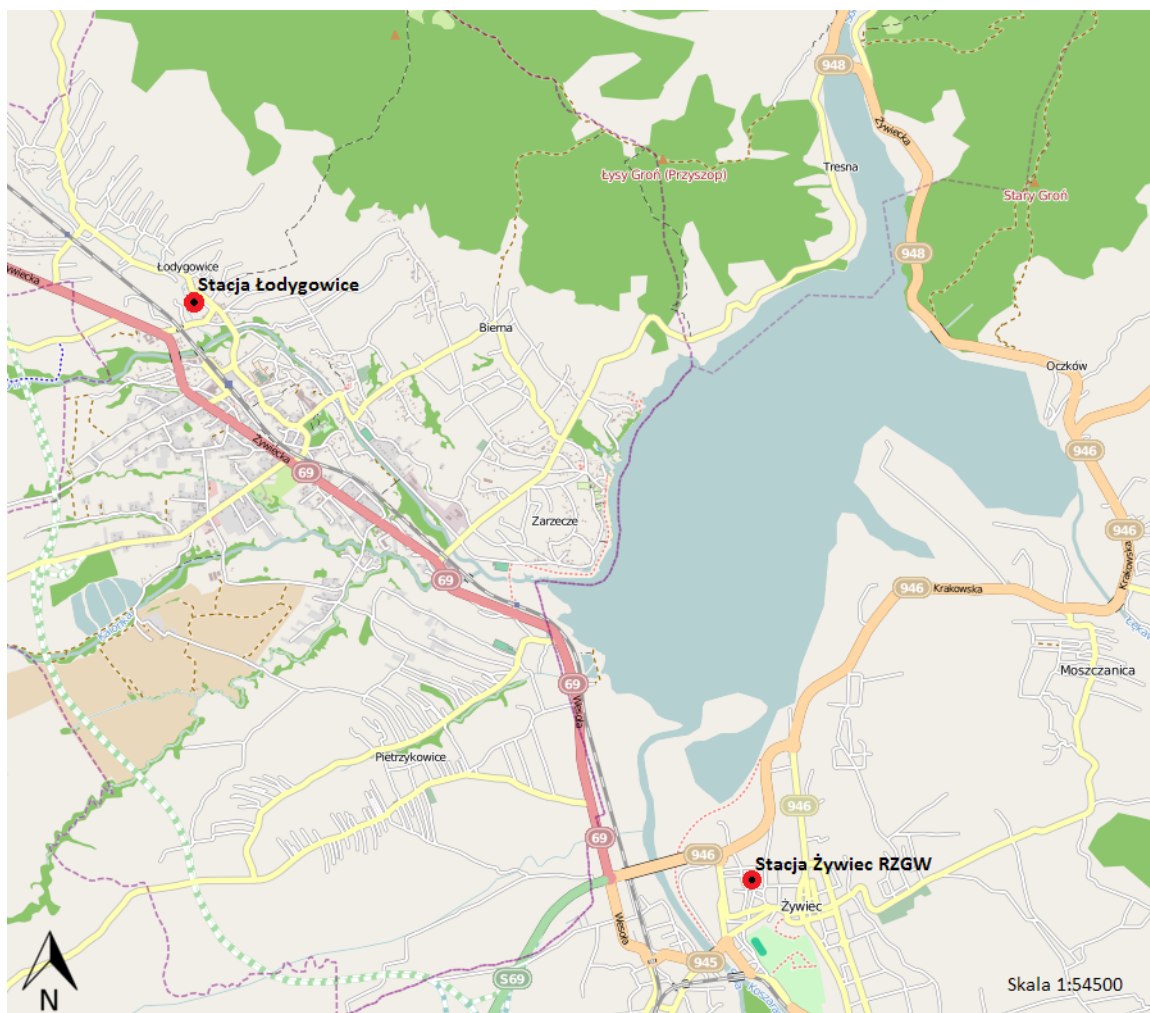 948
Żywiecka
Tresna
Łysy Groń (Przyszop)
Stary Groń
948
Łodygowice
Stacja Łodygowice
Bierna
Oczków
946
Żywiecka
69
Zarzecze
946
Krakowska
69
946
Krakowska
Kalonka
Moszczanica
69
Wesoła
Pietrzykowice
946
69
946
Stacja Żywiec RZGW
Żywiec
Wesoła
945
S69
N
Skala 1:54500